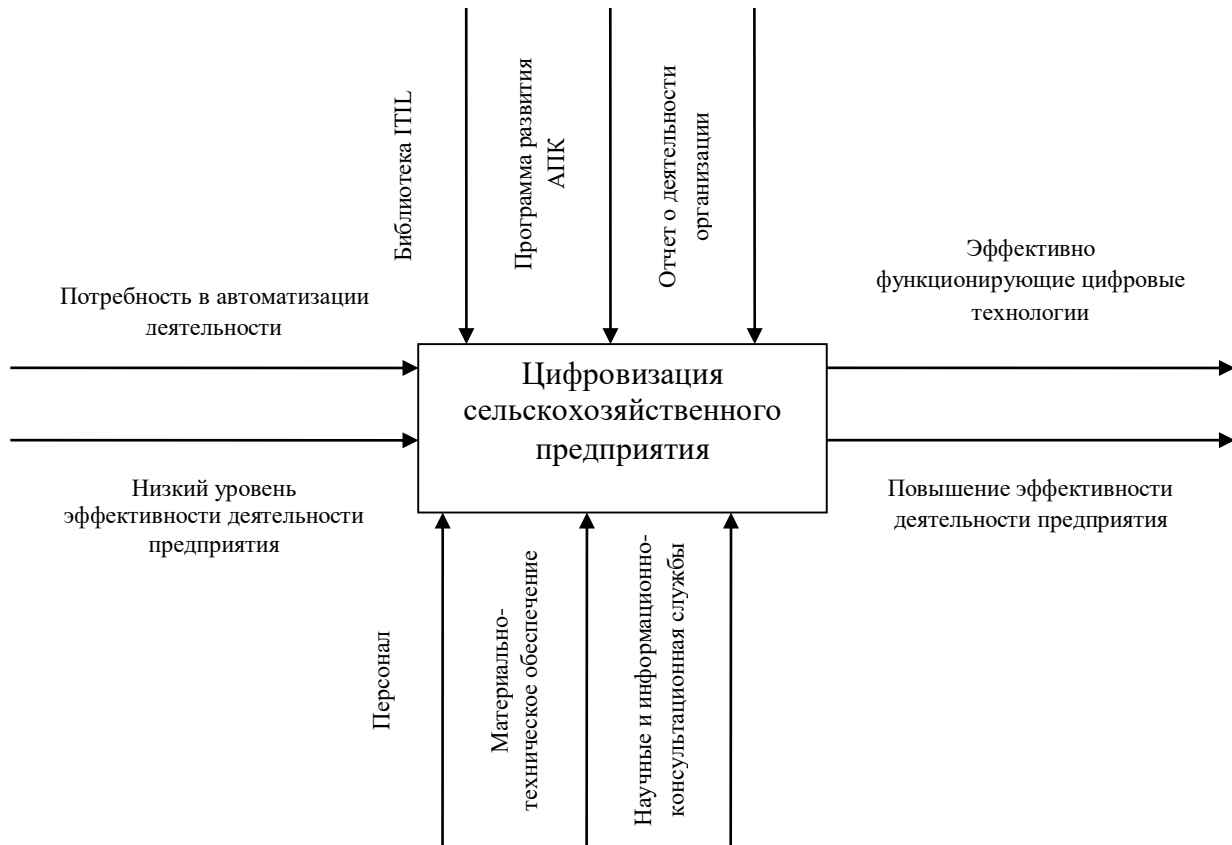 Библиотека ITIL
Программа развития
АПК
Отчет о деятельности
организации
Потребность в автоматизации
деятельности
Эффективно
функционирующие цифровые
технологии
Цифровизация
сельскохозяйственного
предприятия
Низкий уровень
эффективности деятельности
предприятия
Повышение эффективности
деятельности предприятия
Персонал
Материально-
техническое обеспечение
Научные и информационно-
консультационная службы